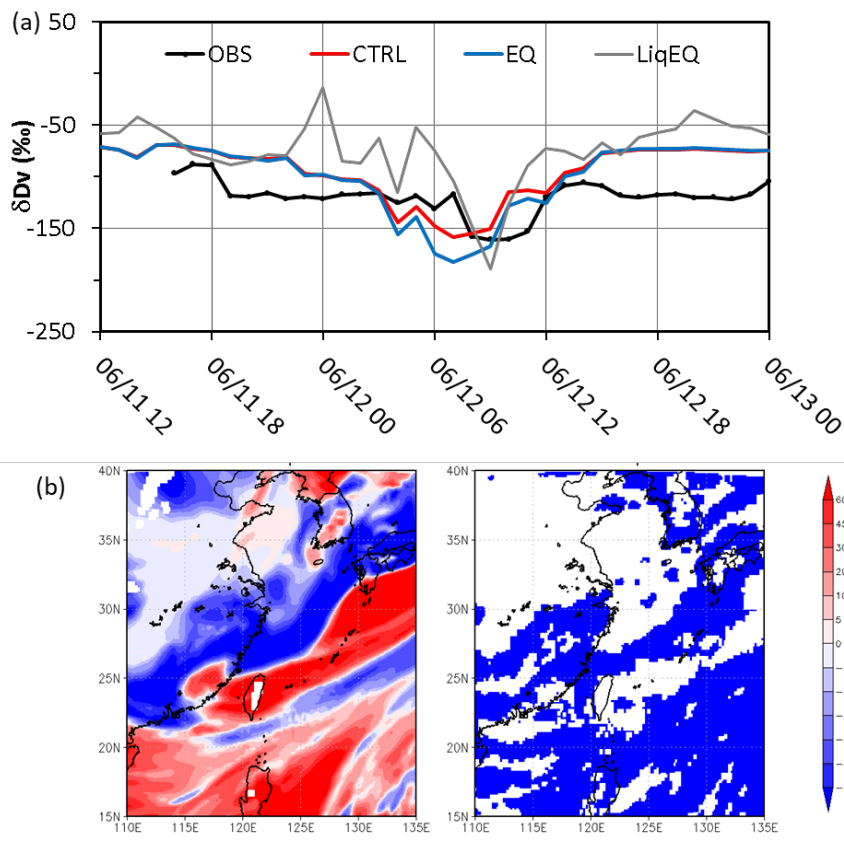 (a)
50
-50
-150
-250
δDv (‰)
OBS CTRL EQ LiqEQ
06/11 12 06/11 18 06/12 00 06/12 06 06/12 12 06/12 18 06/13 00
(b)
40N
35N
30N
25N
20N
15N
110E 115E 120E 125E 130E 135E
40N
35N
30N
25N
20N
15N
110E 115E 120E 125E 130E 135E
30
20
10
5
0